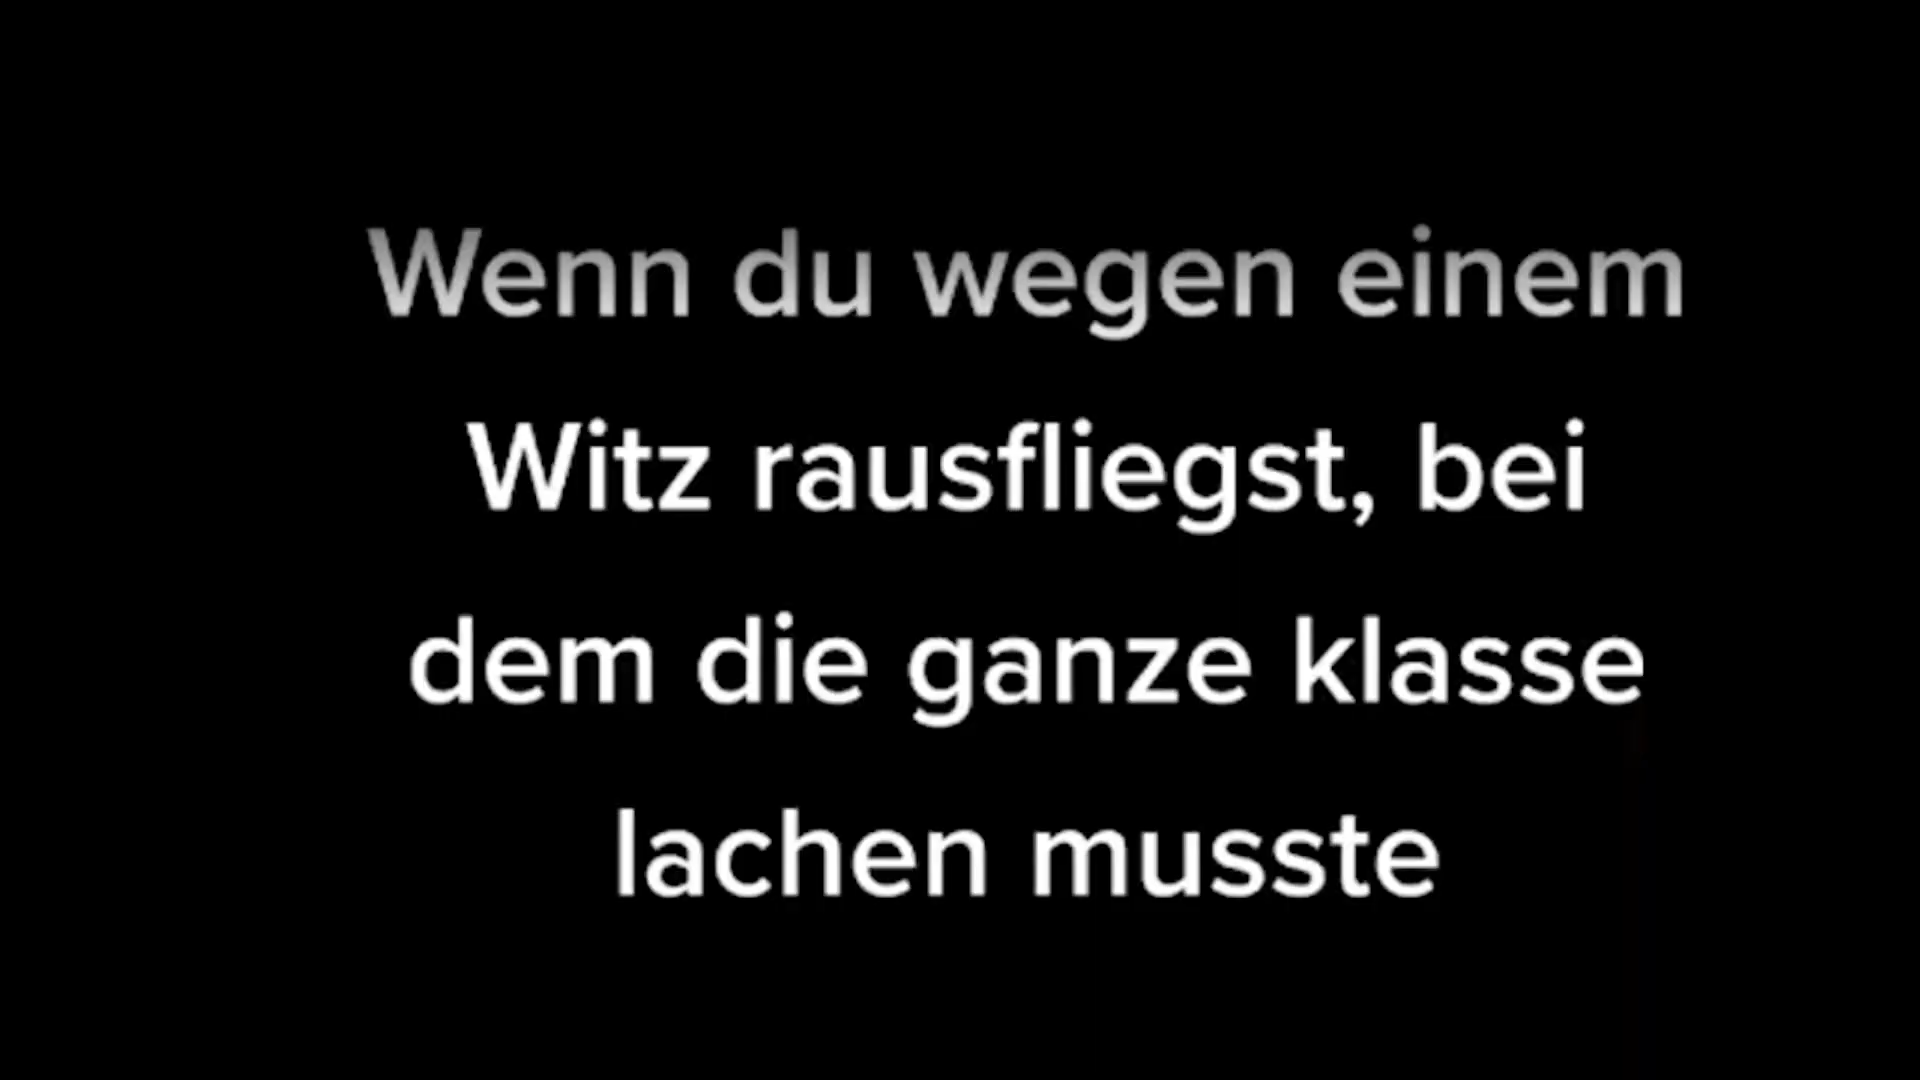 Wenn du wegen einem
Witz rausfliegst, bei
dem die ganze klasse
lachen musste